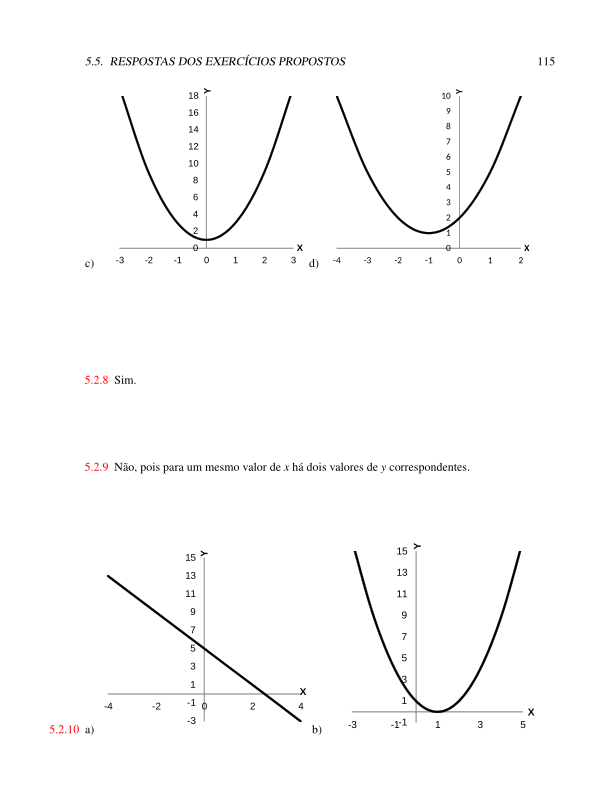 5.5. RESPOSTAS DOS EXERCÍCIOS PROPOSTOS 115
Y
18
16
14
12
10
8
6
4
2
0
X
-3 -2 -1 0 1 2 3
c)
Y
10
9
8
7
6
5
4
3
2
1
0
X
-4 -3 -2 -1 0 1 2
d)
5.2.8 Sim.
5.2.9 Não, pois para um mesmo valor de x há dois valores de y correspondentes.
Y
15
13
11
9
7
5
3
1
-1
-3
X
-4 -2 0 2 4
5.2.10 a)
Y
15
13
11
9
7
5
3
1
-1
X
-3 -1 1 3 5
b)